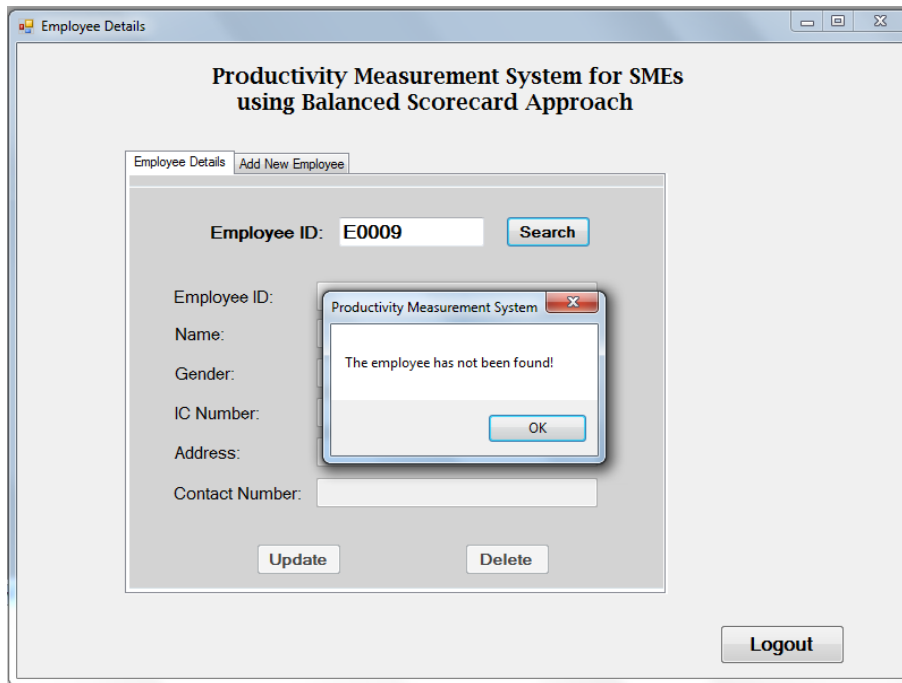 Employee Details
Productivity Measurement System for SMEs
using Balanced Scorecard Approach
Employee Details
Add New Employee
Employee ID:
E0009
Search
Employee ID:
Name:
Gender:
IC Number:
Address:
Contact Number:
Productivity Measurement System
The employee has not been found!
OK
Update
Delete
Logout